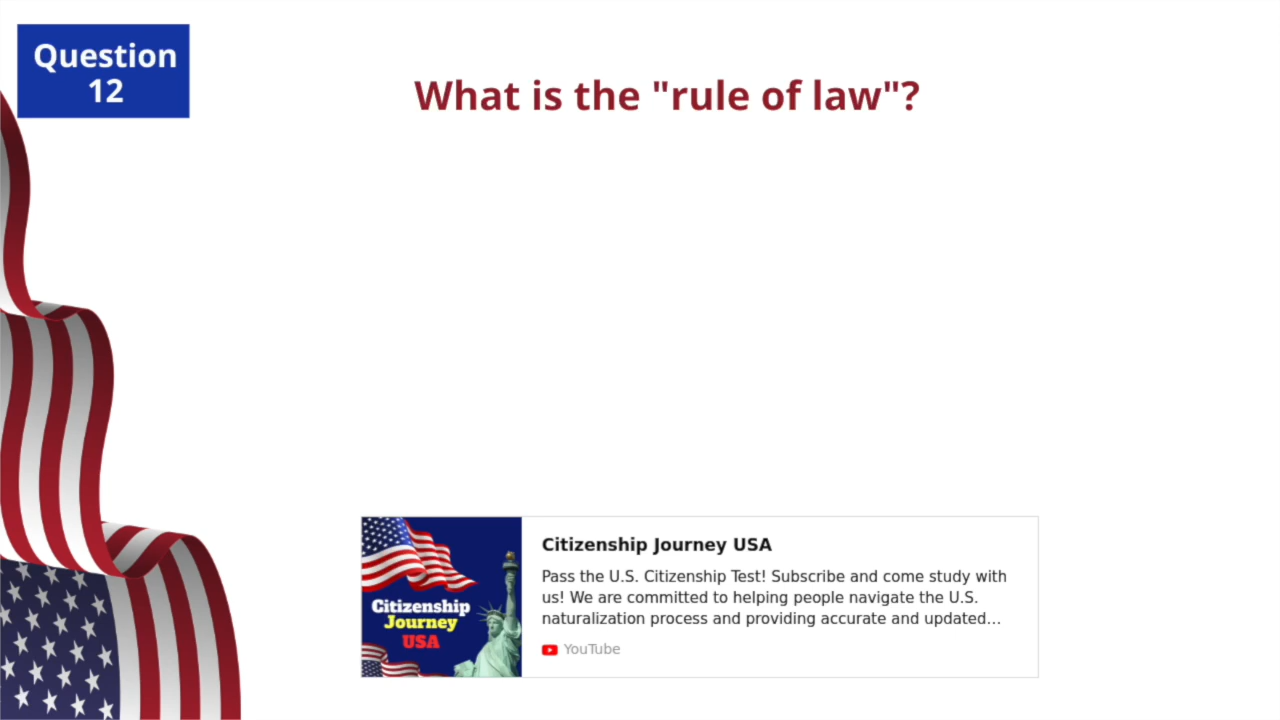 Question
12
What is the "rule of law"?
Citizenship
Journey
USA
Citizenship Journey USA
Pass the U.S. Citizenship Test! Subscribe and come study with
us! We are committed to helping people navigate the U.S.
naturalization process and providing accurate and updated...
YouTube